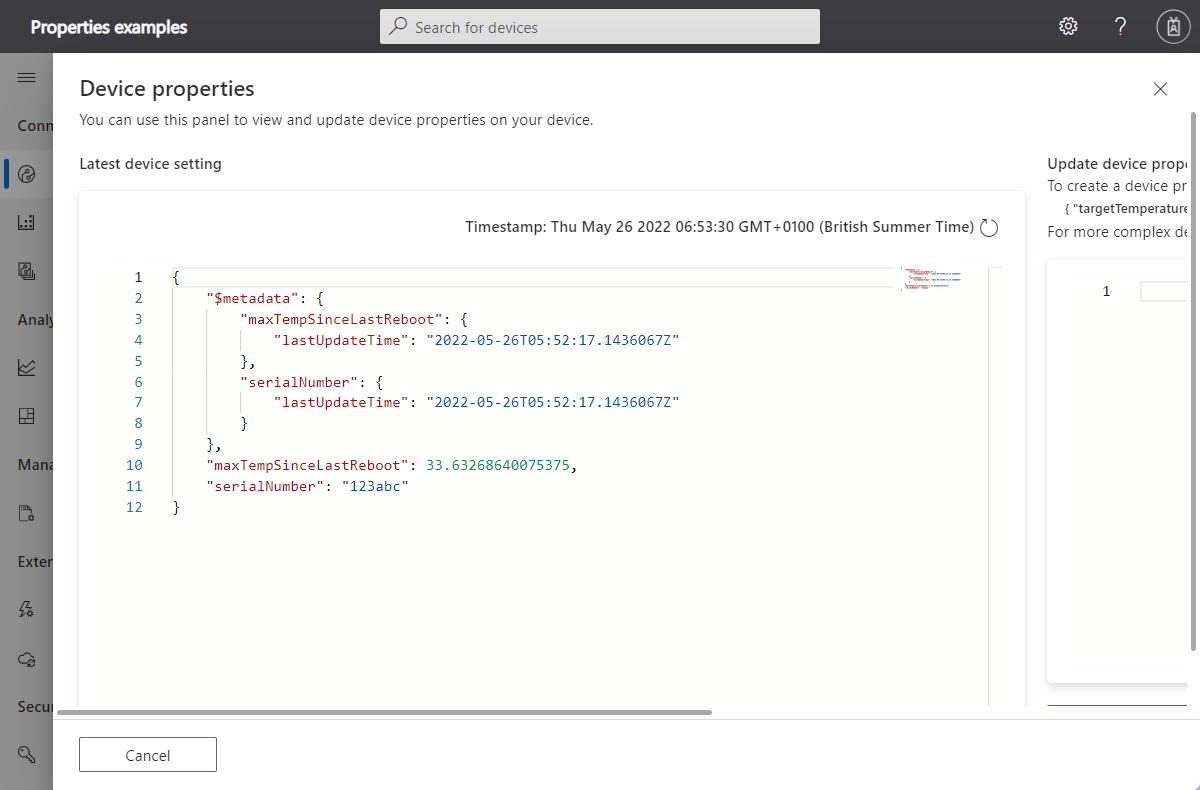 Properties examples
Search for devices
?
Conn
Analy
Mana
Exter
Secu
Device properties
You can use this panel to view and update device properties on your device.
Latest device setting
Timestamp: Thu May 26 2022 06:53:30 GMT+0100 (British Summer Time)
1 {
2 "$metadata": {
3 "maxTempSinceLastReboot": {
4 "lastUpdateTime": "2022-05-26T05:52:17.1436067Z"
5 },
6 "serialNumber": {
7 "lastUpdateTime": "2022-05-26T05:52:17.1436067Z"
8 }
9 },
10 "maxTempSinceLastReboot": 33.63268640075375,
11 "serialNumber": "123abc"
12 }
Update device prope
To create a device pr
{ "targetTemperature
For more complex de
1
Cancel